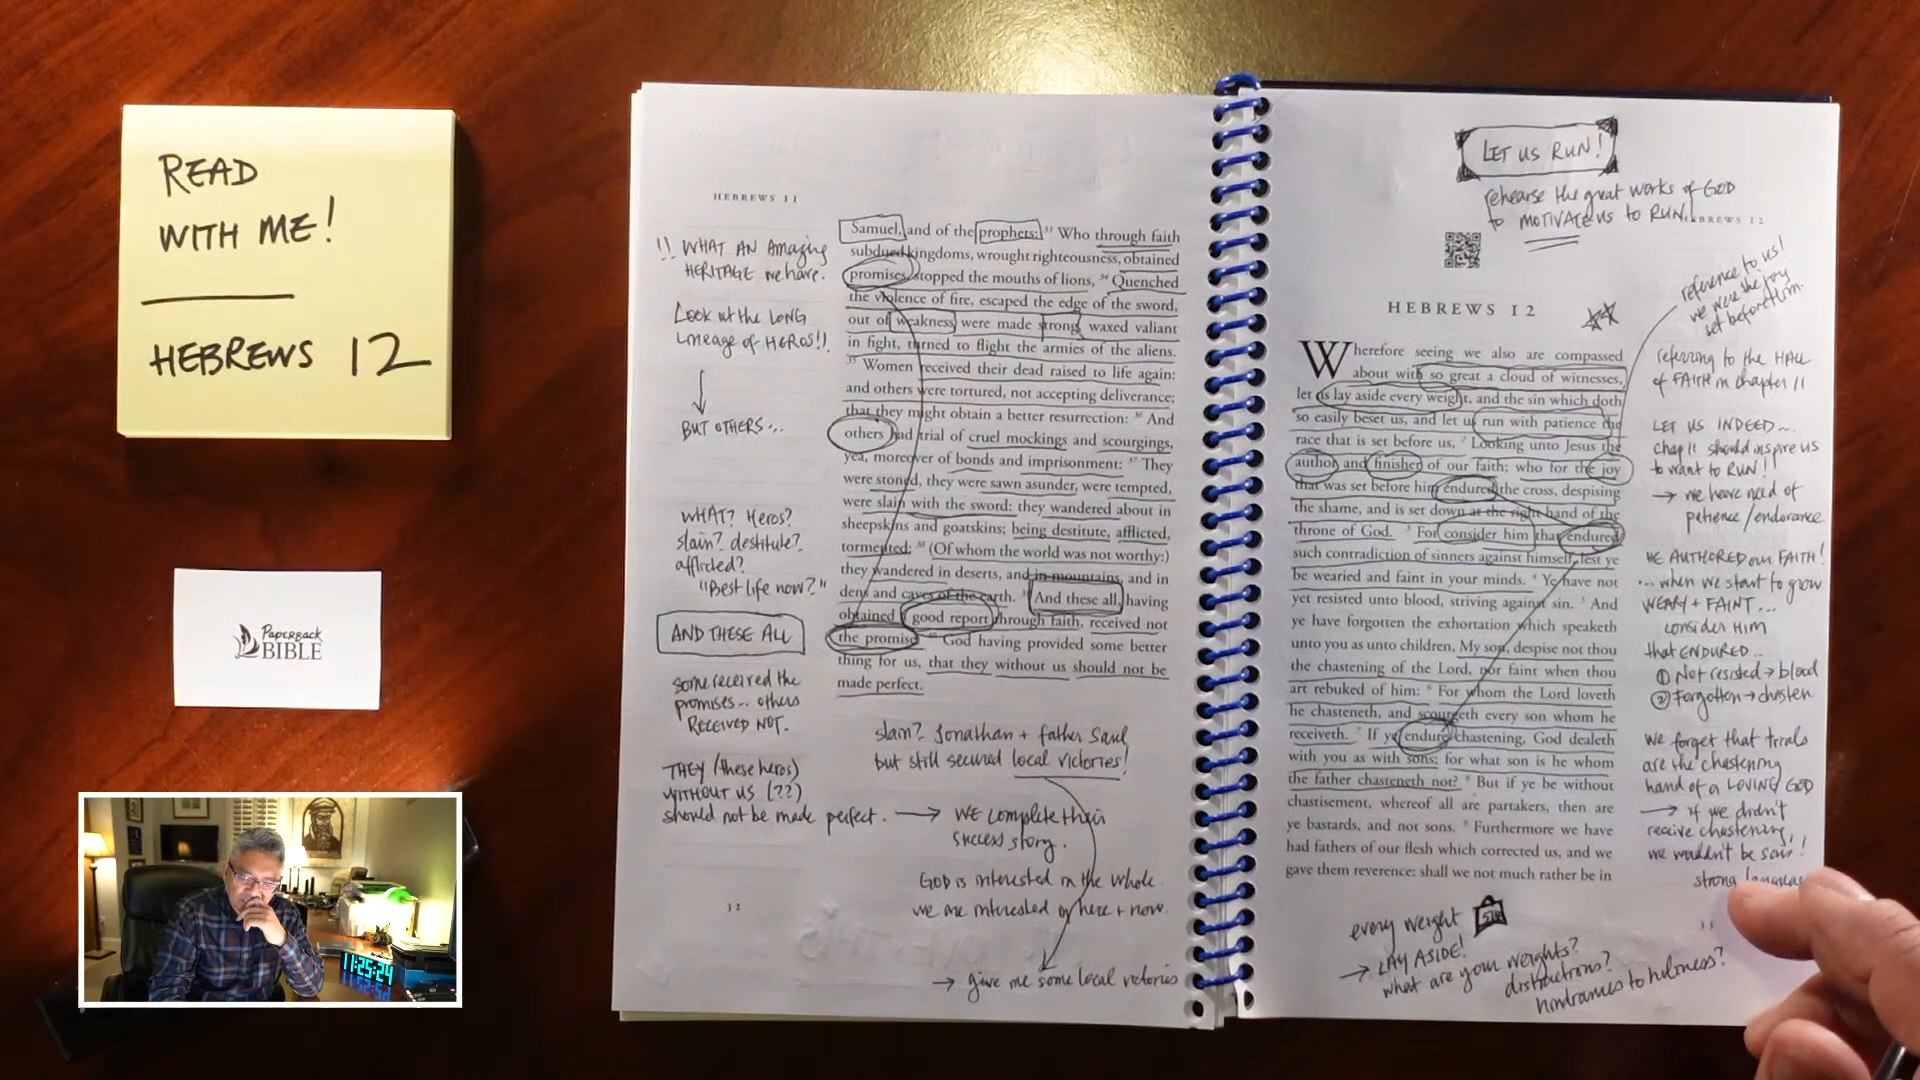 READ
WITH ME!
HEBREWS 12
PAPERBACK
BIBLE
11:25:24
HEBREWS 11
!! WHAT AN AMAZING
HERITAGE we have.
Look at the LONG
Lineage of HEROS!!
BUT OTHERS...
WHAT? Heros?
slain? destitute?
afflicted?
"Best life now?"
AND THESE ALL
some received the
promises.. others
RECEIVED NOT.
THEY (these heros)
WITHOUT US (??)
should not be made perfect. → WE complete their
success story.
Samuel, and of the prophets: 33 Who through faith
subdued kingdoms, wrought righteousness, obtained
promises, stopped the mouths of lions, 34 Quenched
the violence of fire, escaped the edge of the sword,
out of weakness were made strong, waxed valiant
in fight, turned to flight the armies of the aliens.
35 Women received their dead raised to life again:
and others were tortured, not accepting deliverance;
that they might obtain a better resurrection: 36 And
others had trial of cruel mockings and scourgings,
yea, moreover of bonds and imprisonment: 37 They
were stoned, they were sawn asunder, were tempted,
were slain with the sword: they wandered about in
sheepskins and goatskins; being destitute, afflicted,
tormented; 38 (Of whom the world was not worthy:)
they wandered in deserts, and in mountains, and in
dens and caves of the earth. 39 And these all, having
obtained good report through faith, received not
the promise: 40 God having provided some better
thing for us, that they without us should not be
made perfect.
slain? Jonathan + father Saul
but still secured local victories!
GOD is interested in the whole.
we are interested in here + now.
→ give me some local victories
32
LET US RUN!
rehearse the great works of GOD
to MOTIVATE us to RUN.
HEBREWS 12
HEBREWS 12
Wherefore seeing we also are compassed
about with so great a cloud of witnesses,
let us lay aside every weight, and the sin which doth
so easily beset us, and let us run with patience the
race that is set before us, 2 Looking unto Jesus the
author and finisher of our faith; who for the joy
that was set before him endured the cross, despising
the shame, and is set down at the right hand of the
throne of God. 3 For consider him that endured
such contradiction of sinners against himself, lest ye
be wearied and faint in your minds. 4 Ye have not
yet resisted unto blood, striving against sin. 5 And
ye have forgotten the exhortation which speaketh
unto you as unto children, My son, despise not thou
the chastening of the Lord, nor faint when thou
art rebuked of him: 6 For whom the Lord loveth
he chasteneth, and scourgeth every son whom he
receiveth. 7 If ye endure chastening, God dealeth
with you as with sons; for what son is he whom
the father chasteneth not? 8 But if ye be without
chastisement, whereof all are partakers, then are
ye bastards, and not sons. 9 Furthermore we have
had fathers of our flesh which corrected us, and we
gave them reverence: shall we not much rather be in
reference to us!
we were the joy
set before Him.
referring to the HALL
of FAITH in chapter 11
LET US INDEED~
chap 11 should inspire us
to want to RUN!
→ we have need of
patience/endurance
HE AUTHORED our FAITH!
... when we start to grow
WEARY + FAINT...
consider HIM
that ENDURED...
① Not resisted → blood
② Forgotten → chasten
we forget that trials
are the chastening
hand of a LOVING GOD
→ if we didn't
receive chastening,
we wouldn't be sons!
strong language
33
every weight
→ LAY ASIDE!
what are your weights?
distractions?
hindrances to holiness?